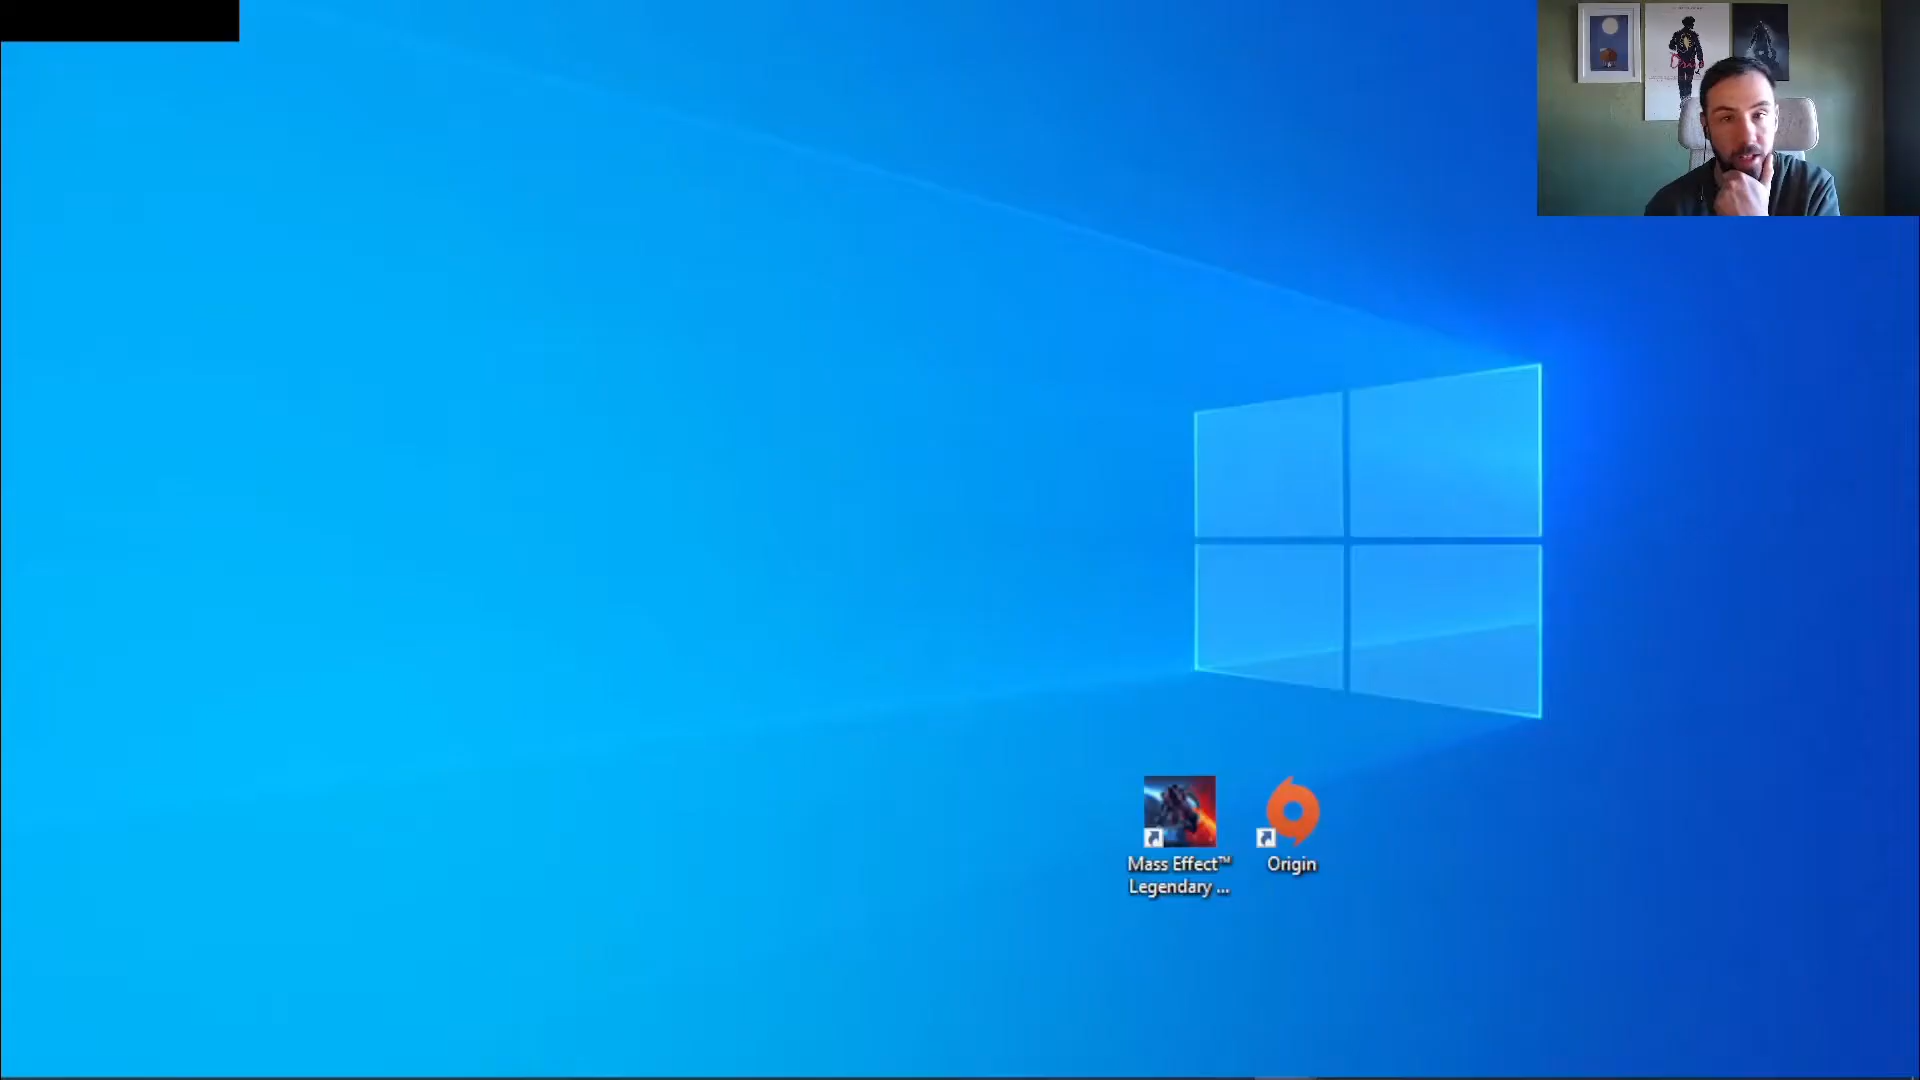 Mass Effect™
Legendary ...
Origin